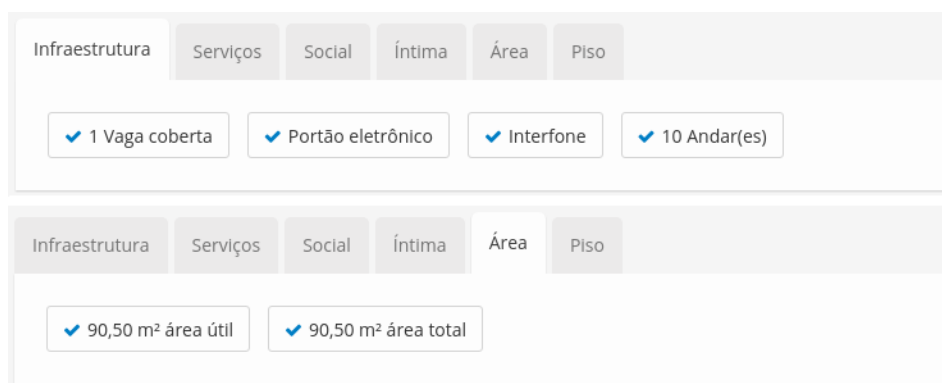 Infraestrutura Serviços Social Íntima Área Piso
1 Vaga coberta Portão eletrônico Interfone 10 Andar(es)
Infraestrutura Serviços Social Íntima Área Piso
90,50 m² área útil 90,50 m² área total